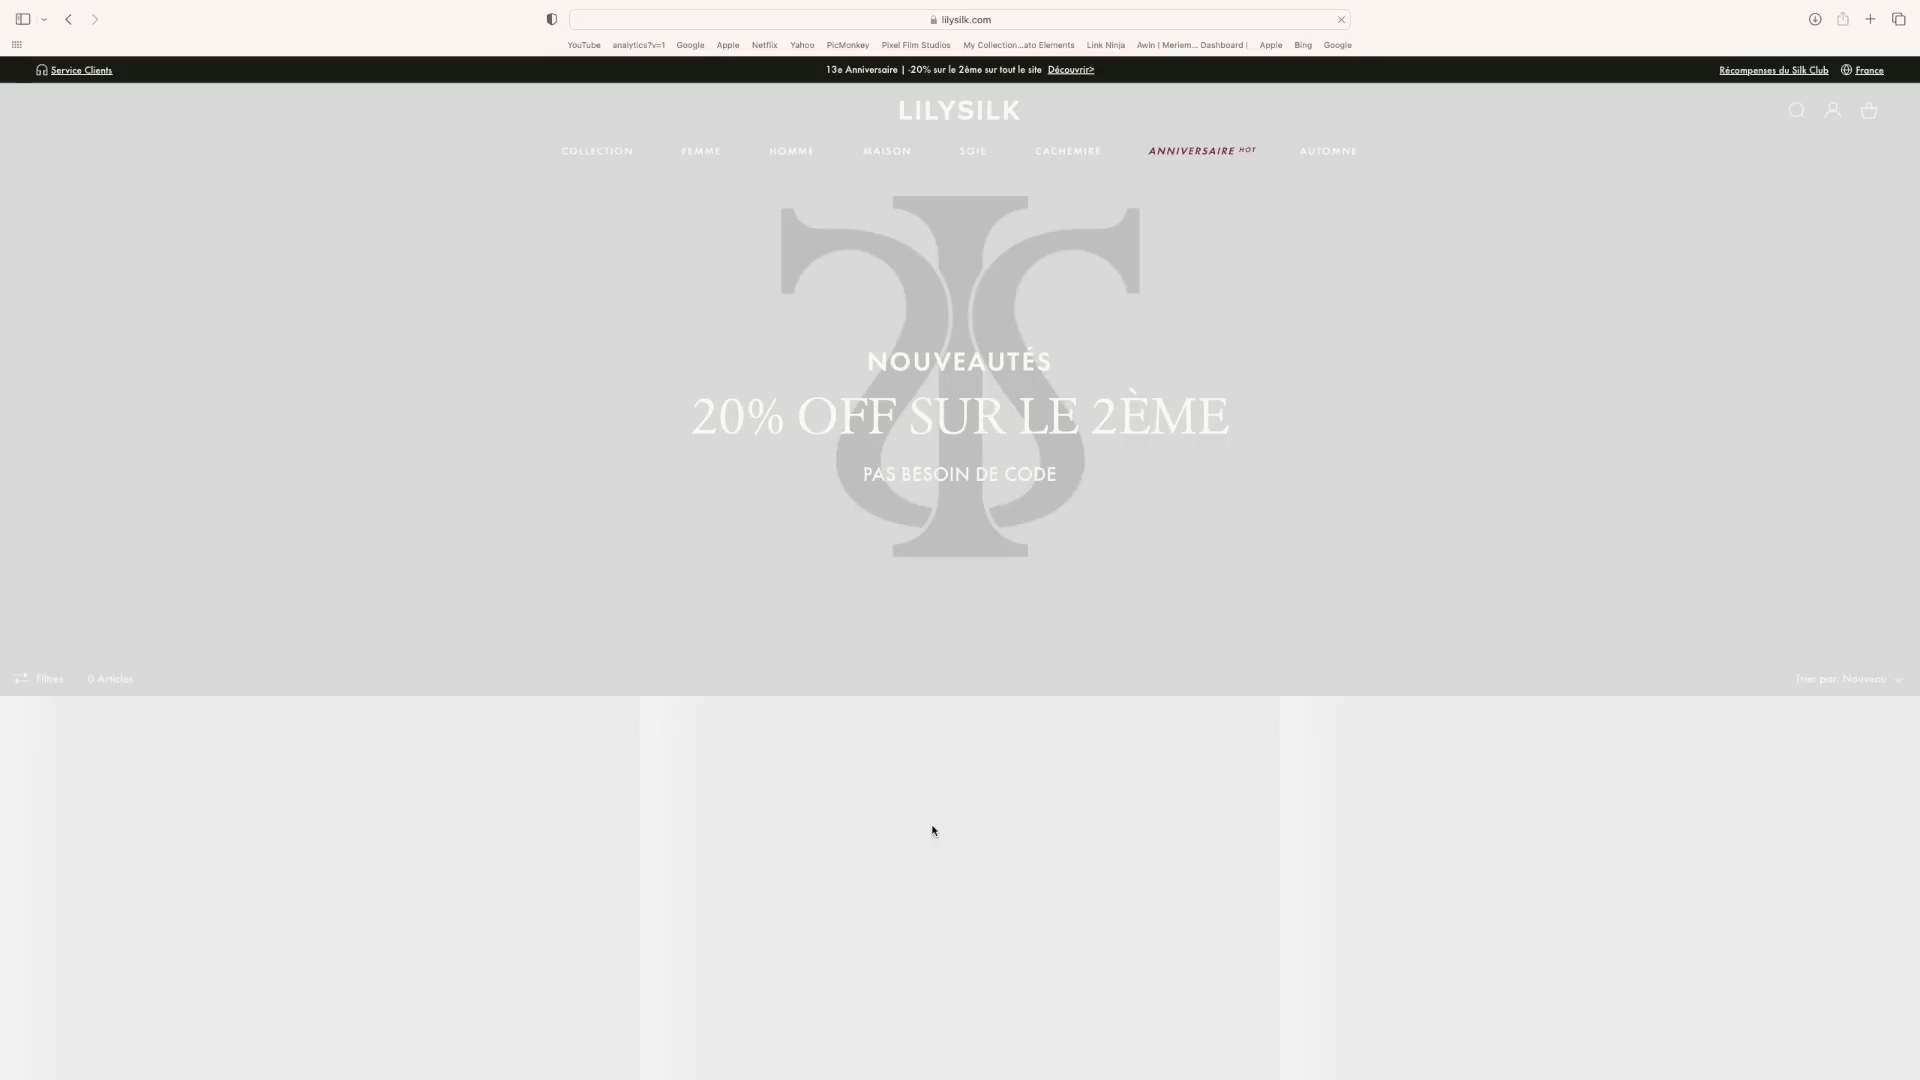 lilysilk.com
YouTube analytics?v=1 Google Apple Netflix Yahoo PicMonkey Pixel Film Studios My Collection...ato Elements Link Ninja Awin | Meriem... Dashboard | Apple Bing Google
Service Clients 13e Anniversaire | -20% sur le 2ème sur tout le site Découvrir> Récompenses du Silk Club France
LILYSILK
COLLECTION FEMME HOMME MAISON SOIE CACHEMIRE ANNIVERSAIRE HOT AUTOMNE
NOUVEAUTÉS
20% OFF SUR LE 2ÈME
PAS BESOIN DE CODE
Filtres 0 Articles Trier par: Nouveau